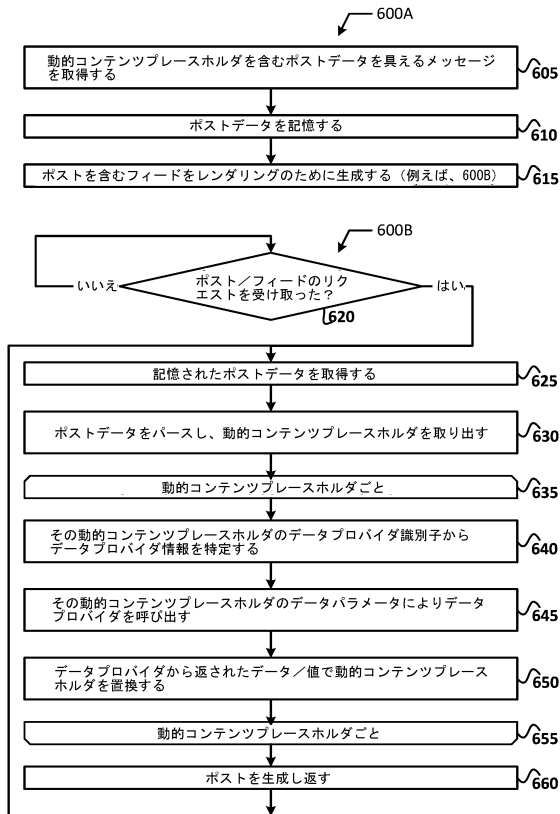 600A
動的コンテンツプレースホルダを含むポストデータを具えるメッセージ
を取得する
605
ポストデータを記憶する
610
ポストを含むフィードをレンダリングのために生成する（例えば、600B）
615
600B
ポスト／フィードのリク
エストを受け取った？
いいえ
はい
620
記憶されたポストデータを取得する
625
ポストデータをパースし、動的コンテンツプレースホルダを取り出す
630
動的コンテンツプレースホルダごと
635
その動的コンテンツプレースホルダのデータプロバイダ識別子から
データプロバイダ情報を特定する
640
その動的コンテンツプレースホルダのデータパラメータによりデータ
プロバイダを呼び出す
645
データプロバイダから返されたデータ／値で動的コンテンツプレース
ホルダを置換する
650
動的コンテンツプレースホルダごと
655
ポストを生成し返す
660